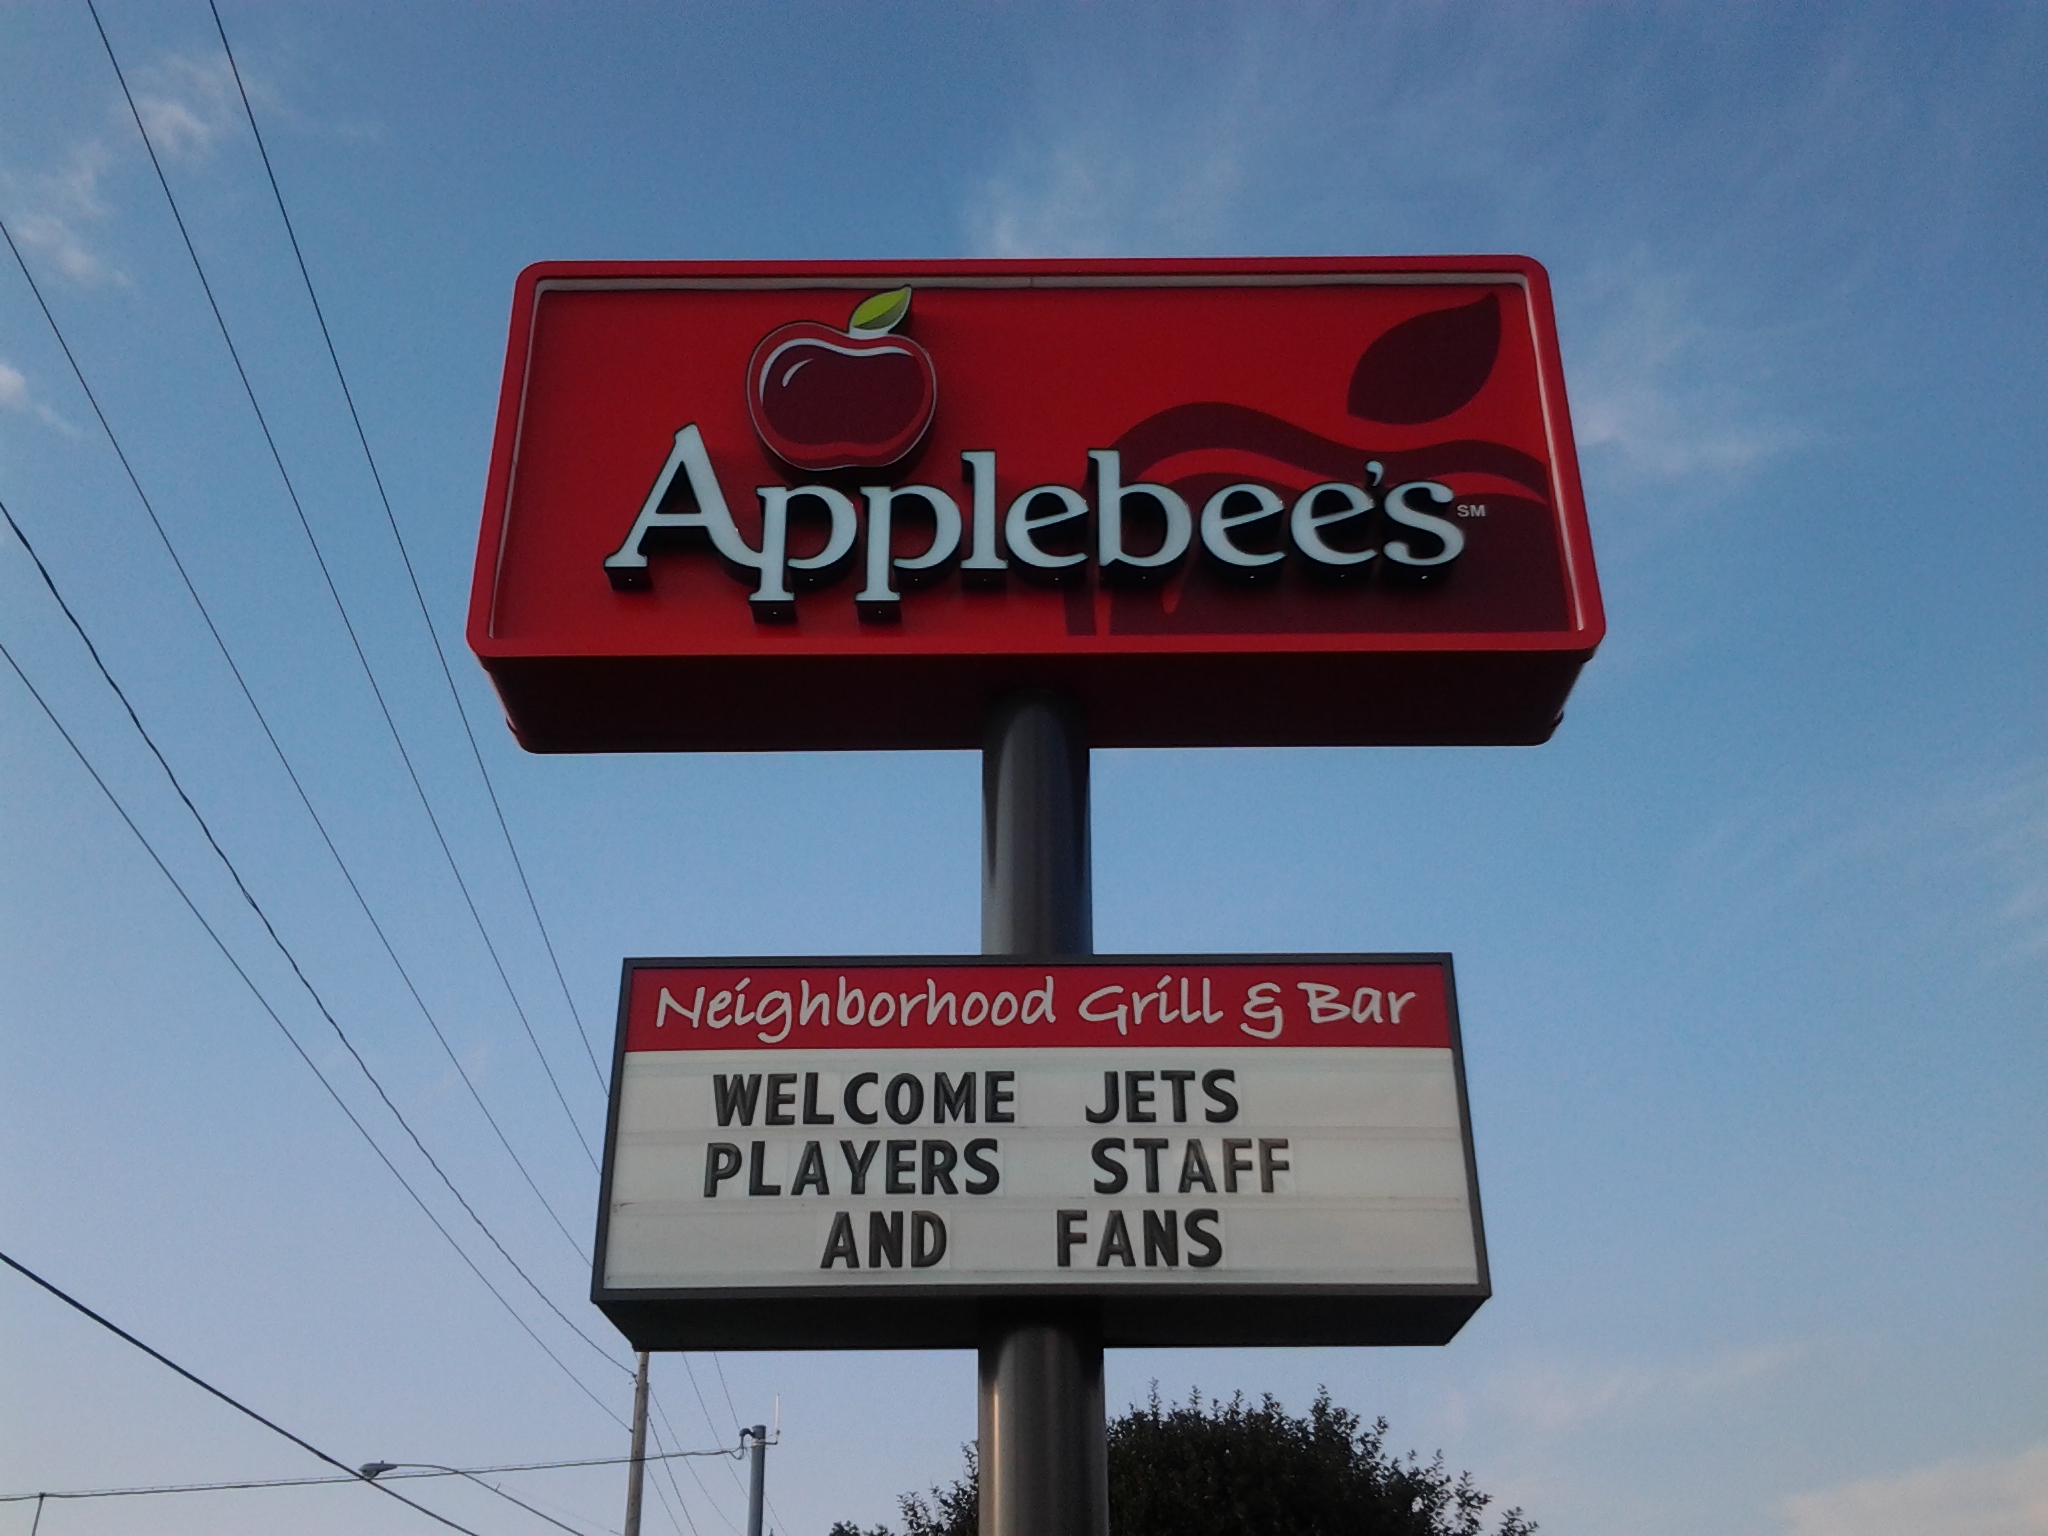 Applebee's SM
Neighborhood Grill & Bar
WELCOME JETS
PLAYERS STAFF
AND FANS